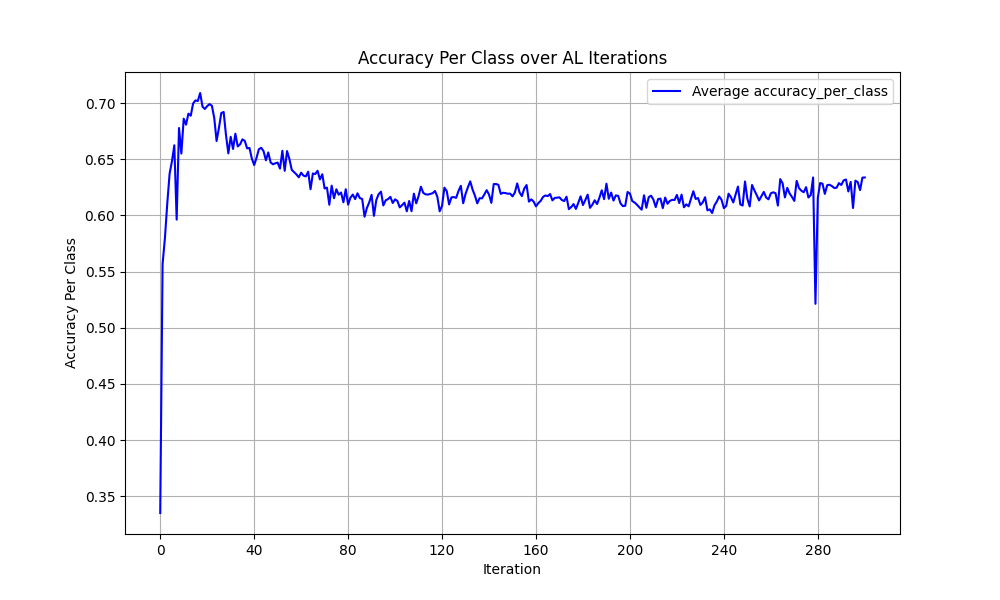 Accuracy Per Class over AL Iterations
Average accuracy_per_class
Accuracy Per Class
0.70
0.65
0.60
0.55
0.50
0.45
0.40
0.35
0 40 80 120 160 200 240 280
Iteration